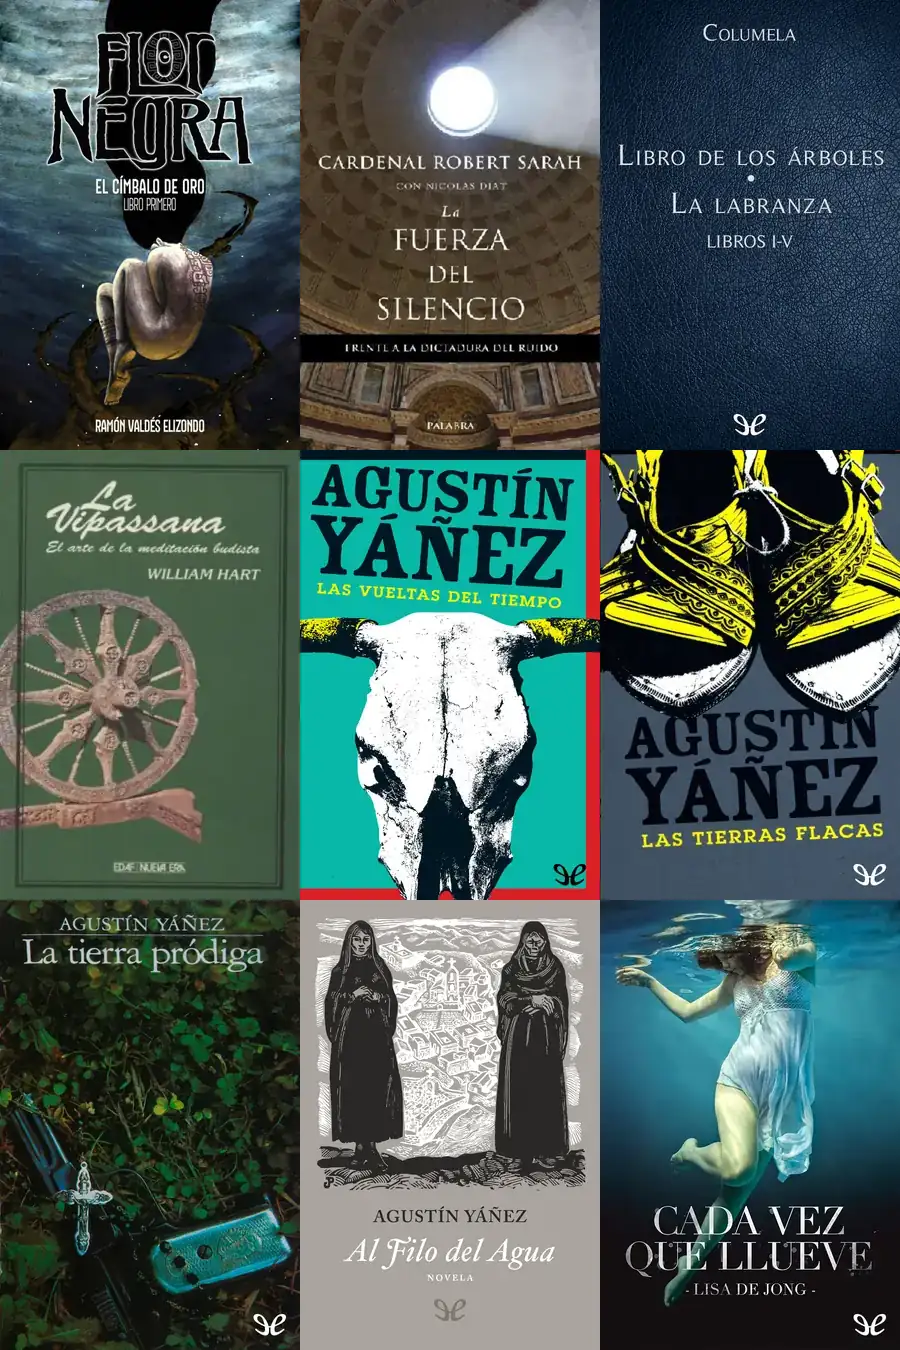 FLOR
NEGRA
EL CÍMBALO DE ORO
LIBRO PRIMERO
RAMÓN VALDÉS ELIZONDO
CARDENAL ROBERT SARAH
CON NICOLAS DIAT
La
FUERZA
DEL
SILENCIO
FRENTE A LA DICTADURA DEL RUIDO
PALABRA
COLUMELA
LIBRO DE LOS ÁRBOLES
•
LA LABRANZA
LIBROS I-V
La
Vipassana
El arte de la meditación budista
WILLIAM HART
EDAF / NUEVA ERA
AGUSTÍN
YÁÑEZ
LAS VUELTAS DEL TIEMPO
AGUSTÍN
YÁÑEZ
LAS TIERRAS FLACAS
AGUSTÍN YÁÑEZ
La tierra pródiga
AGUSTÍN YÁÑEZ
Al Filo del Agua
NOVELA
CADA VEZ
QUE LLUEVE
- LISA DE JONG -